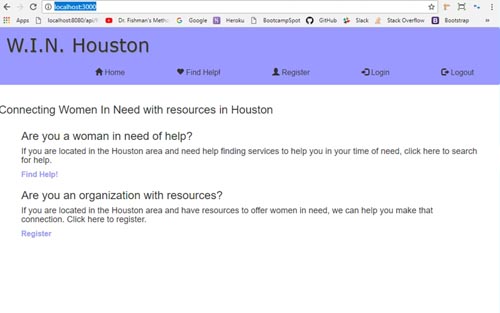 localhost:3000
Apps localhost:8080/api/ Dr. Fishman's Metho Google Heroku BootcampSpot GitHub Slack Stack Overflow Bootstrap »
W.I.N. Houston
Home Find Help! Register Login Logout
Connecting Women In Need with resources in Houston
Are you a woman in need of help?
If you are located in the Houston area and need help finding services to help you in your time of need, click here to search
for help.
Find Help!
Are you an organization with resources?
If you are located in the Houston area and have resources to offer women in need, we can help you make that
connection. Click here to register.
Register